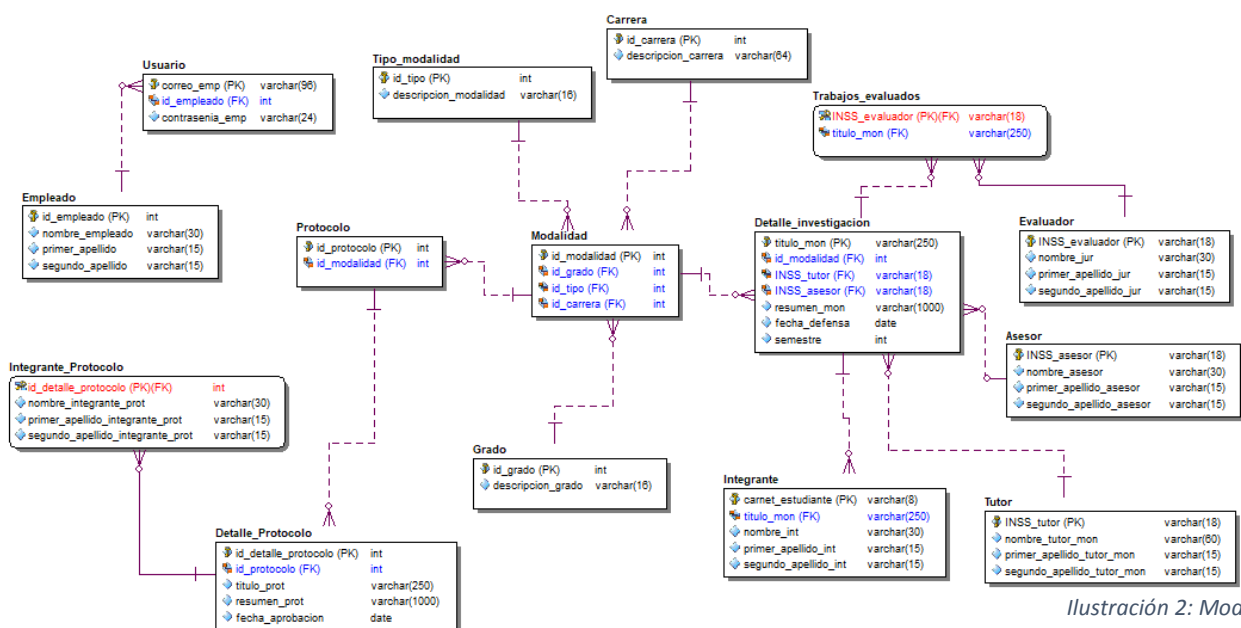 Carrera
id_carrera (PK) int
descripcion_carrera varchar(64)
Tipo_modalidad
id_tipo (PK) int
descripcion_modalidad varchar(16)
Usuario
correo_emp (PK) varchar(96)
id_empleado (FK) int
contrasenia_emp varchar(24)
Trabajos_evaluados
INSS_evaluador (PK)(FK) varchar(18)
titulo_mon (FK) varchar(250)
Empleado
id_empleado (PK) int
nombre_empleado varchar(30)
primer_apellido varchar(15)
segundo_apellido varchar(15)
Protocolo
id_protocolo (PK) int
id_modalidad (FK) int
Modalidad
id_modalidad (PK) int
id_grado (FK) int
id_tipo (FK) int
id_carrera (FK) int
Detalle_investigacion
titulo_mon (PK) varchar(250)
id_modalidad (FK) int
INSS_tutor (FK) varchar(18)
INSS_asesor (FK) varchar(18)
resumen_mon varchar(1000)
fecha_defensa date
semestre int
Evaluador
INSS_evaluador (PK) varchar(18)
nombre_jur varchar(30)
primer_apellido_jur varchar(15)
segundo_apellido_jur varchar(15)
Asesor
INSS_asesor (PK) varchar(18)
nombre_asesor varchar(30)
primer_apellido_asesor varchar(15)
segundo_apellido_asesor varchar(15)
Integrante_Protocolo
id_detalle_protocolo (PK)(FK) int
nombre_integrante_prot varchar(30)
primer_apellido_integrante_prot varchar(15)
segundo_apellido_integrante_prot varchar(15)
Grado
id_grado (PK) int
descripcion_grado varchar(16)
Integrante
carnet_estudiante (PK) varchar(8)
titulo_mon (FK) varchar(250)
nombre_int varchar(30)
primer_apellido_int varchar(15)
segundo_apellido_int varchar(15)
Tutor
INSS_tutor (PK) varchar(18)
nombre_tutor_mon varchar(60)
primer_apellido_tutor_mon varchar(15)
segundo_apellido_tutor_mon varchar(15)
Detalle_Protocolo
id_detalle_protocolo (PK) int
id_protocolo (FK) int
titulo_prot varchar(250)
resumen_prot varchar(1000)
fecha_aprobacion date
Ilustración 2: Mod